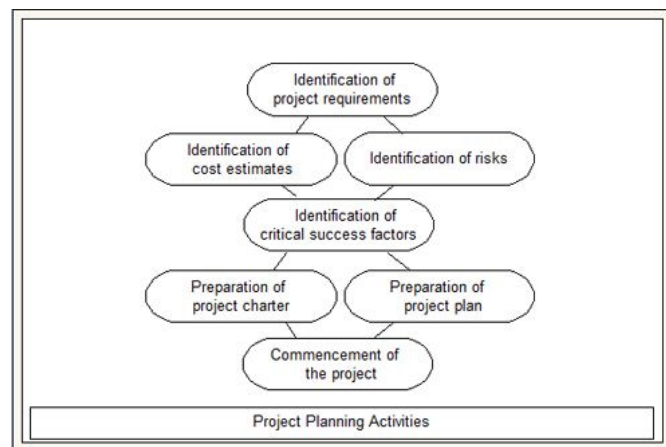 Identification of
project requirements
Identification of
cost estimates
Identification of risks
Identification of
critical success factors
Preparation of
project charter
Preparation of
project plan
Commencement of
the project
Project Planning Activities